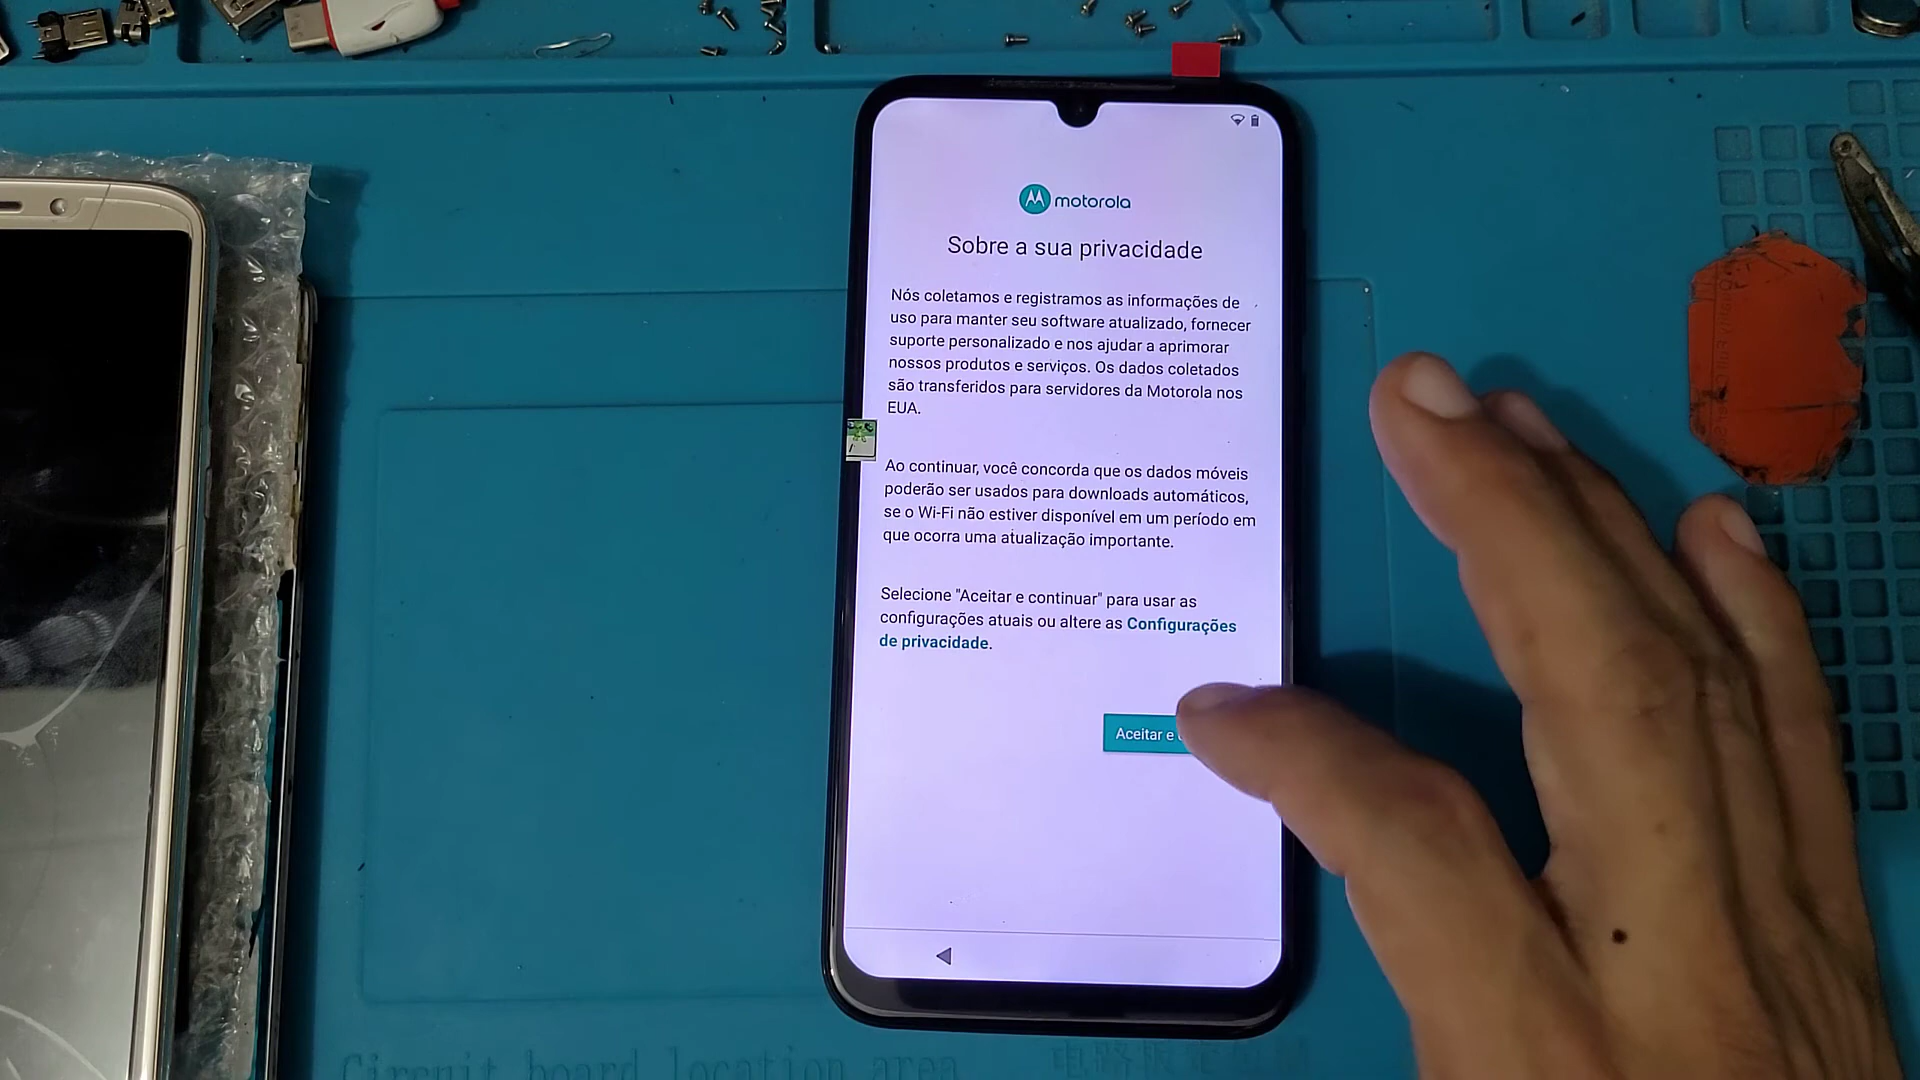 motorola
Sobre a sua privacidade
Nós coletamos e registramos as informações de
uso para manter seu software atualizado, fornecer
suporte personalizado e nos ajudar a aprimorar
nossos produtos e serviços. Os dados coletados
são transferidos para servidores da Motorola nos
EUA.
Ao continuar, você concorda que os dados móveis
poderão ser usados para downloads automáticos,
se o Wi-Fi não estiver disponível em um período em
que ocorra uma atualização importante.
Selecione "Aceitar e continuar" para usar as
configurações atuais ou altere as Configurações
de privacidade.
Aceitar e
Circuit board location area